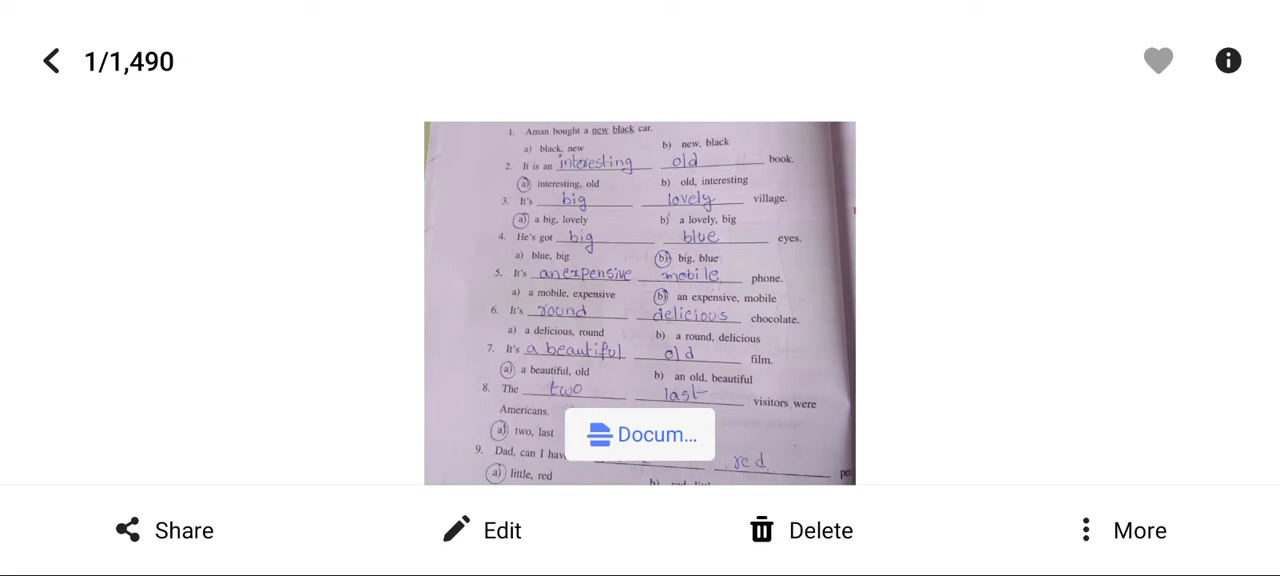 1/1,490
1. Aman bought a new black car.
a) black, new b) new, black
2. It is an interesting old book.
a) interesting, old b) old, interesting
3. It's big lovely village.
a) a big, lovely b) a lovely, big
4. He's got big blue eyes.
a) blue, big b) big, blue
5. It's an expensive mobile phone.
a) a mobile, expensive b) an expensive, mobile
6. It's round delicious chocolate.
a) a delicious, round b) a round, delicious
7. It's a beautiful old film.
a) a beautiful, old b) an old, beautiful
8. The two last visitors were
Americans.
a) two, last
Docum...
9. Dad, can I hav red
a) little, red b)
Share Edit Delete More